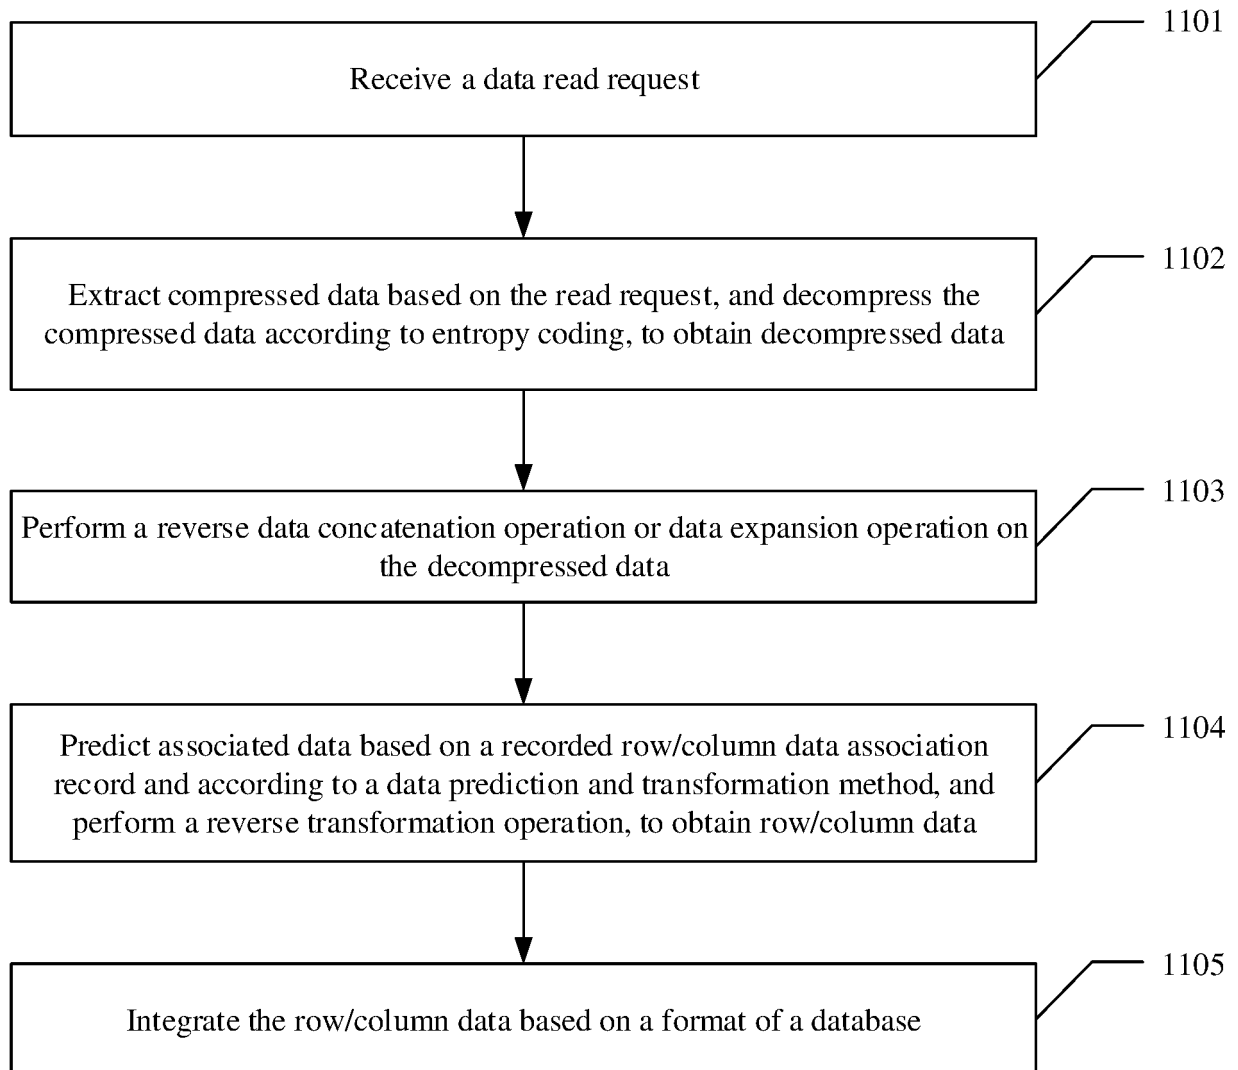 1101
Receive a data read request
1102
Extract compressed data based on the read request, and decompress the
compressed data according to entropy coding, to obtain decompressed data
1103
Perform a reverse data concatenation operation or data expansion operation on
the decompressed data
1104
Predict associated data based on a recorded row/column data association
record and according to a data prediction and transformation method, and
perform a reverse transformation operation, to obtain row/column data
1105
Integrate the row/column data based on a format of a database